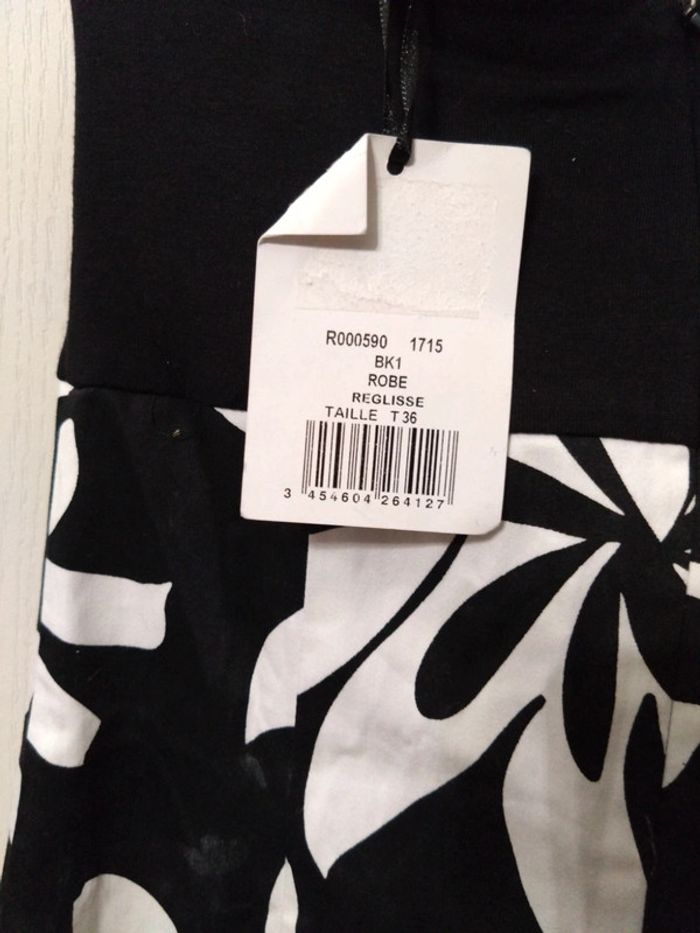 R000590 1715
BK1
ROBE
REGLISSE
TAILLE T 36
3 454604 264127